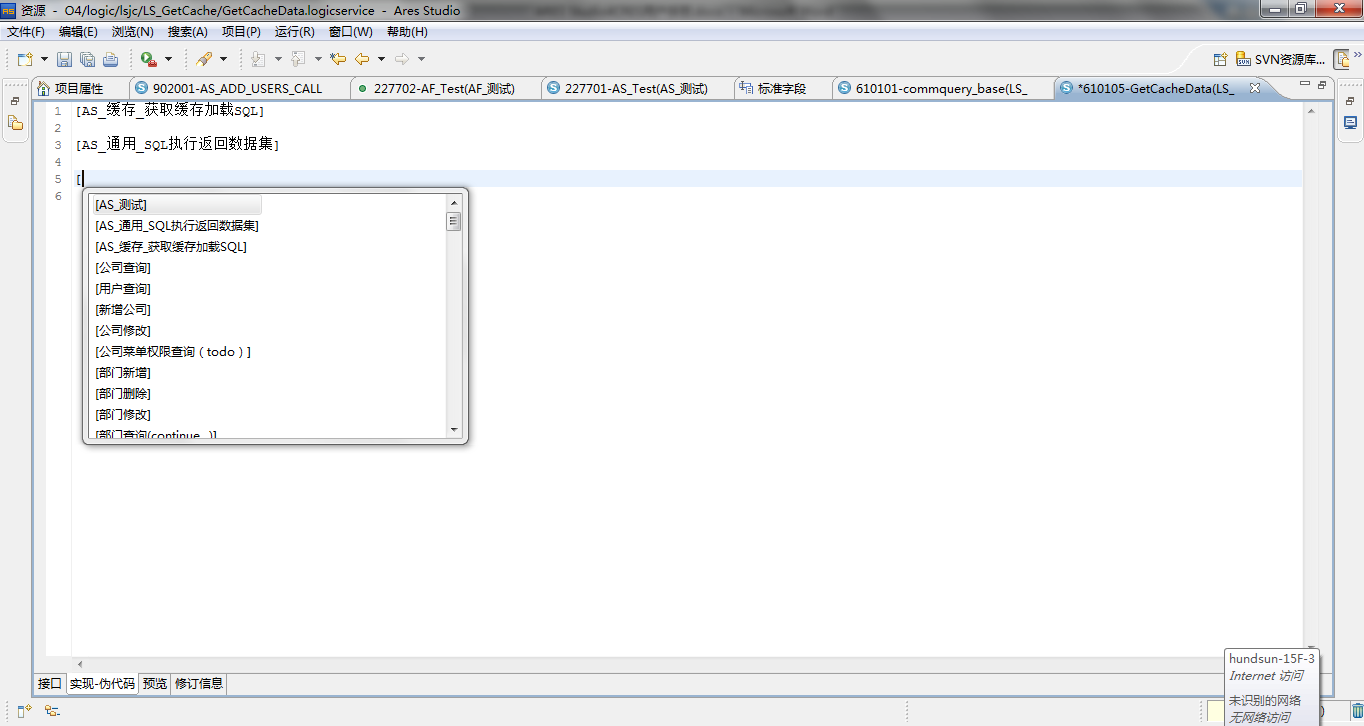 资源 - O4/logic/lsjc/LS_GetCache/GetCacheData.logicservice - Ares Studio
文件(F) 编辑(E) 浏览(N) 搜索(A) 项目(P) 运行(R) 窗口(W) 帮助(H)
SVN资源库...
项目属性 902001-AS_ADD_USERS_CALL 227702-AF_Test(AF_测试) 227701-AS_Test(AS_测试) 标准字段 610101-commquery_base(LS_ *610105-GetCacheData(LS_
1 [AS_缓存_获取缓存加载SQL]
2
3 [AS_通用_SQL执行返回数据集]
4
5 [
6
[AS_测试]
[AS_通用_SQL执行返回数据集]
[AS_缓存_获取缓存加载SQL]
[公司查询]
[用户查询]
[新增公司]
[公司修改]
[公司菜单权限查询（todo）]
[部门新增]
[部门删除]
[部门修改]
[部门查询(continue..)]
接口 实现-伪代码 预览 修订信息
hundsun-15F-3
Internet 访问
未识别的网络
无网络访问